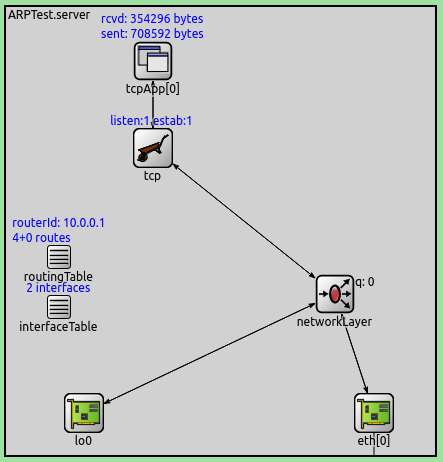 ARPTest.server
rcvd: 354296 bytes
sent: 708592 bytes
tcpApp[0]
listen:1 estab:1
tcp
routerId: 10.0.0.1
4+0 routes
routingTable
2 interfaces
interfaceTable
q: 0
networkLayer
lo0
eth[0]